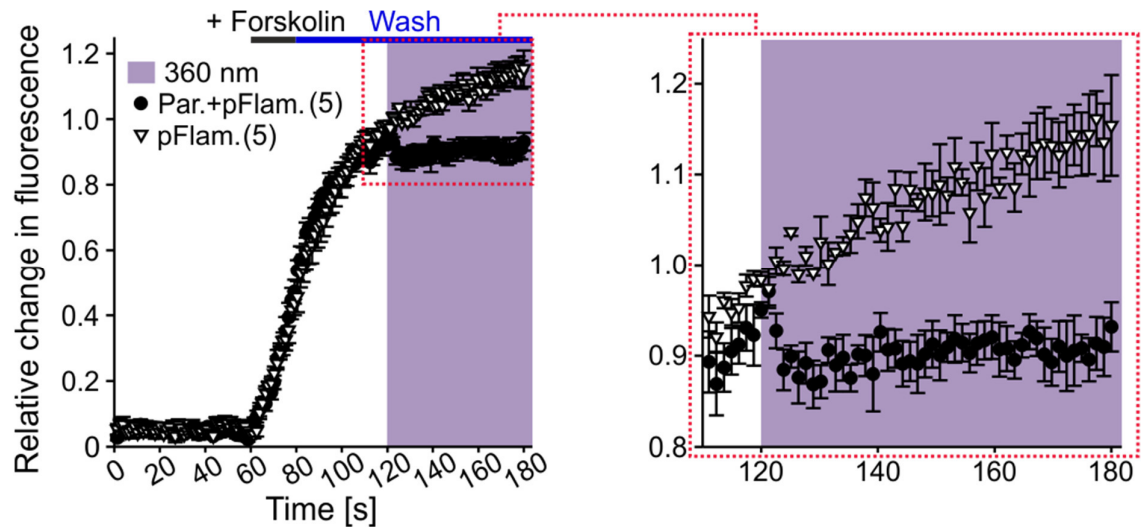 + Forskolin Wash
360 nm
Par.+pFlam. (5)
pFlam. (5)
Relative change in fluorescence
1.2
1.0
0.8
0.6
0.4
0.2
0
0 20 40 60 80 100 120 140 160 180
Time [s]
1.2
1.1
1.0
0.9
0.8
120 140 160 180